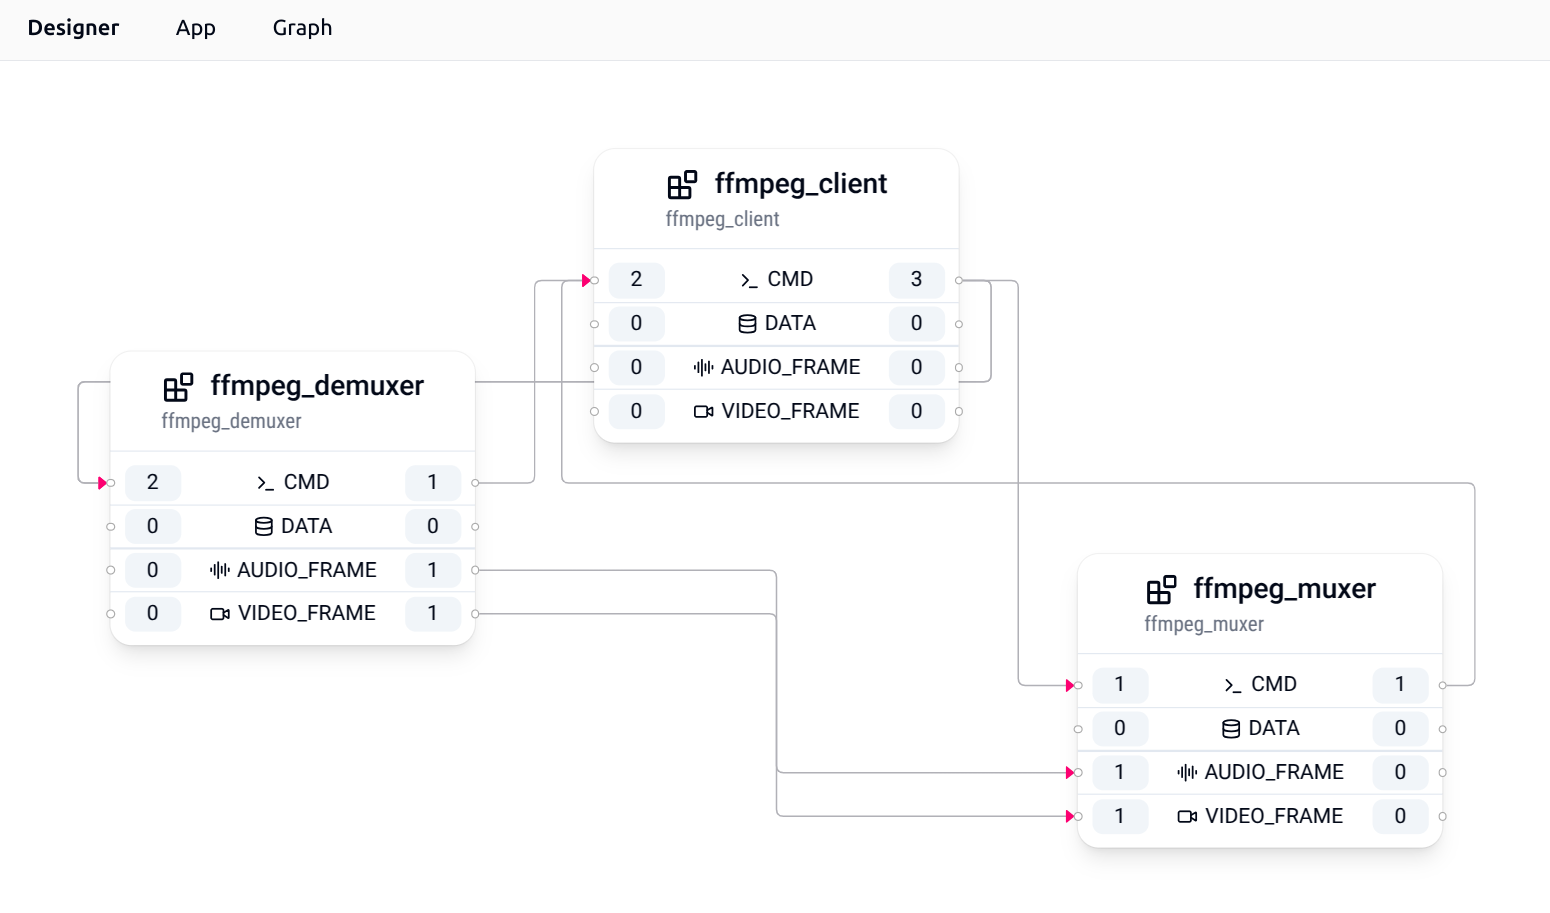 Designer App Graph
ffmpeg_client
ffmpeg_client
2 CMD 3
0 DATA 0
0 AUDIO_FRAME 0
0 VIDEO_FRAME 0
ffmpeg_demuxer
ffmpeg_demuxer
2 CMD 1
0 DATA 0
0 AUDIO_FRAME 1
0 VIDEO_FRAME 1
ffmpeg_muxer
ffmpeg_muxer
1 CMD 1
0 DATA 0
1 AUDIO_FRAME 0
1 VIDEO_FRAME 0